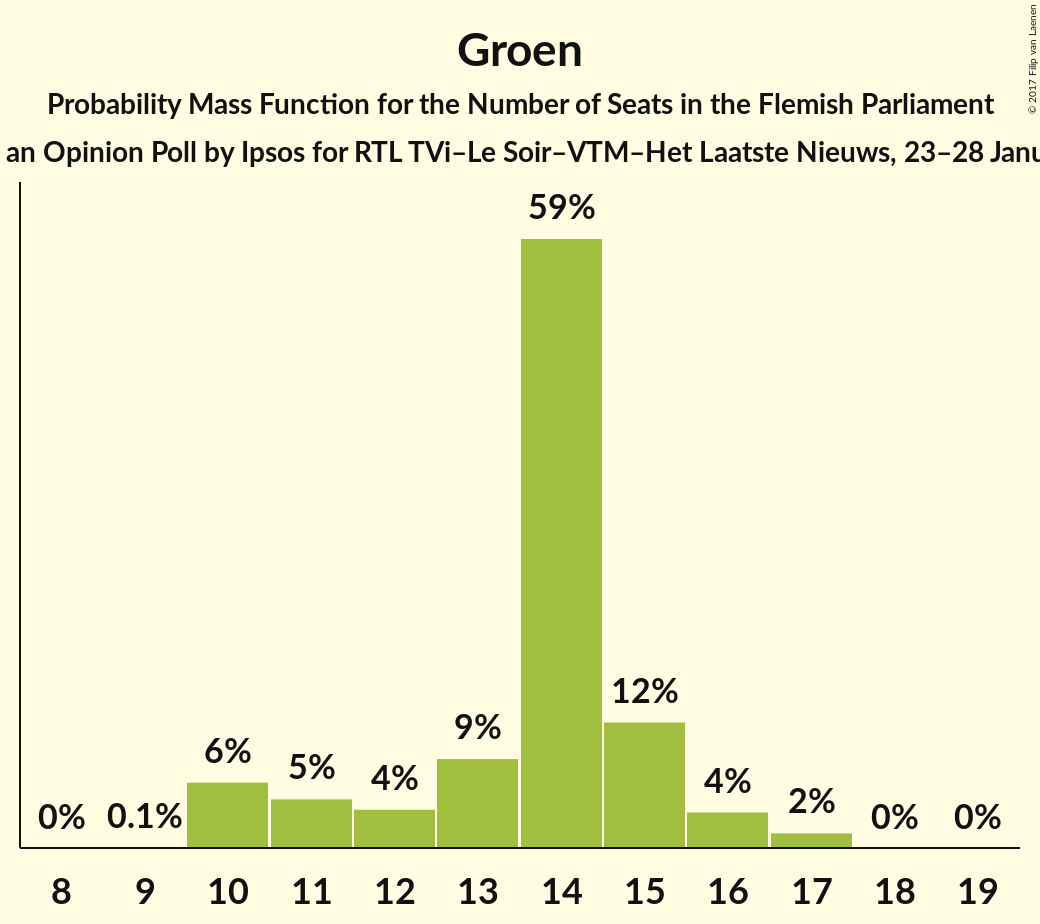 Groen
Probability Mass Function for the Number of Seats in the Flemish Parliament
an Opinion Poll by Ipsos for RTL TVi–Le Soir–VTM–Het Laatste Nieuws, 23–28 Janu
© 2017 Filip van Laenen
59%
12%
9%
6%
5%
4%
4%
2%
0%
0.1%
0%
0%
8 9 10 11 12 13 14 15 16 17 18 19